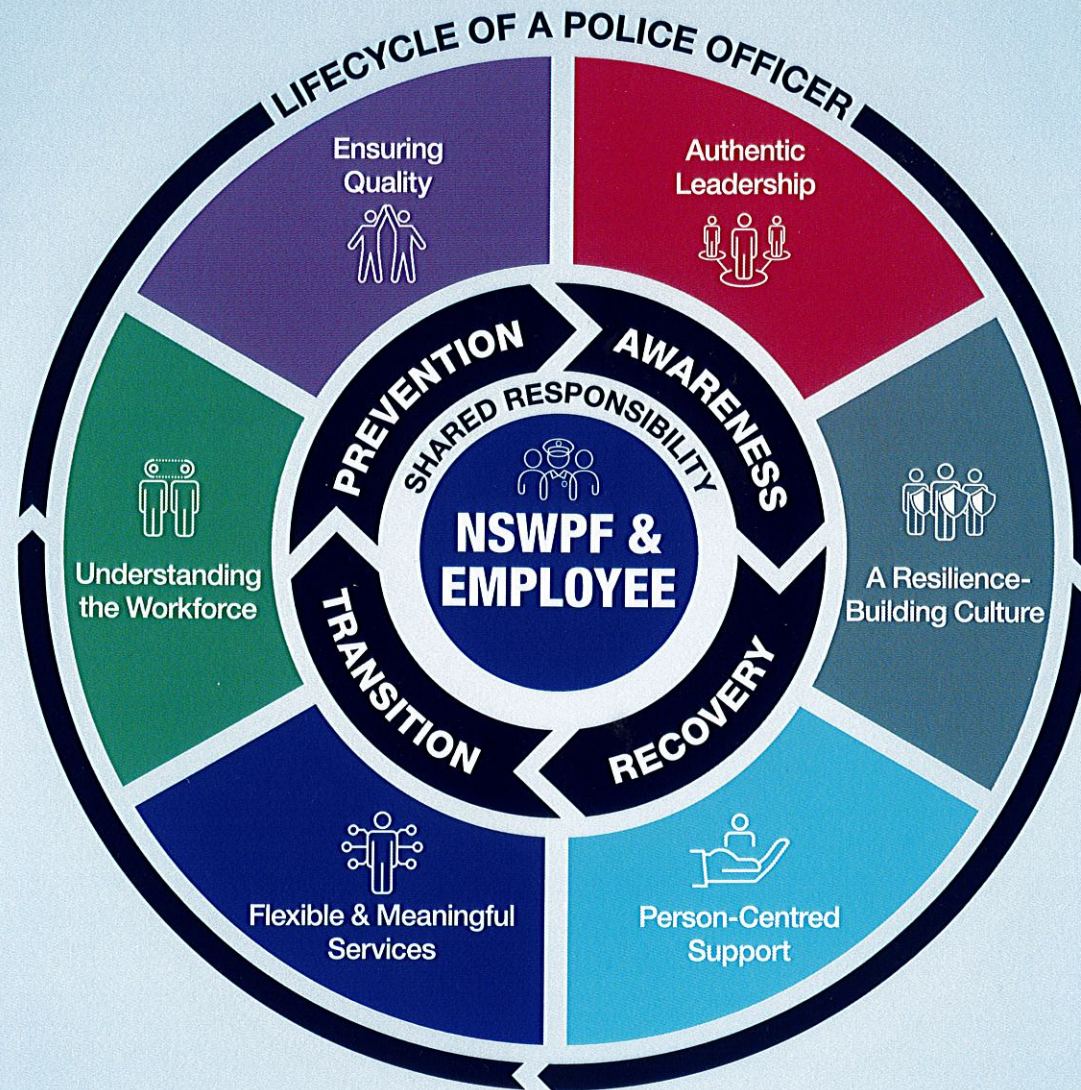 LIFECYCLE OF A POLICE OFFICER
Ensuring
Quality
Authentic
Leadership
PREVENTION
AWARENESS
SHARED RESPONSIBILITY
NSWPF &
EMPLOYEE
Understanding
the Workforce
A Resilience-
Building Culture
TRANSITION
RECOVERY
Flexible & Meaningful
Services
Person-Centred
Support